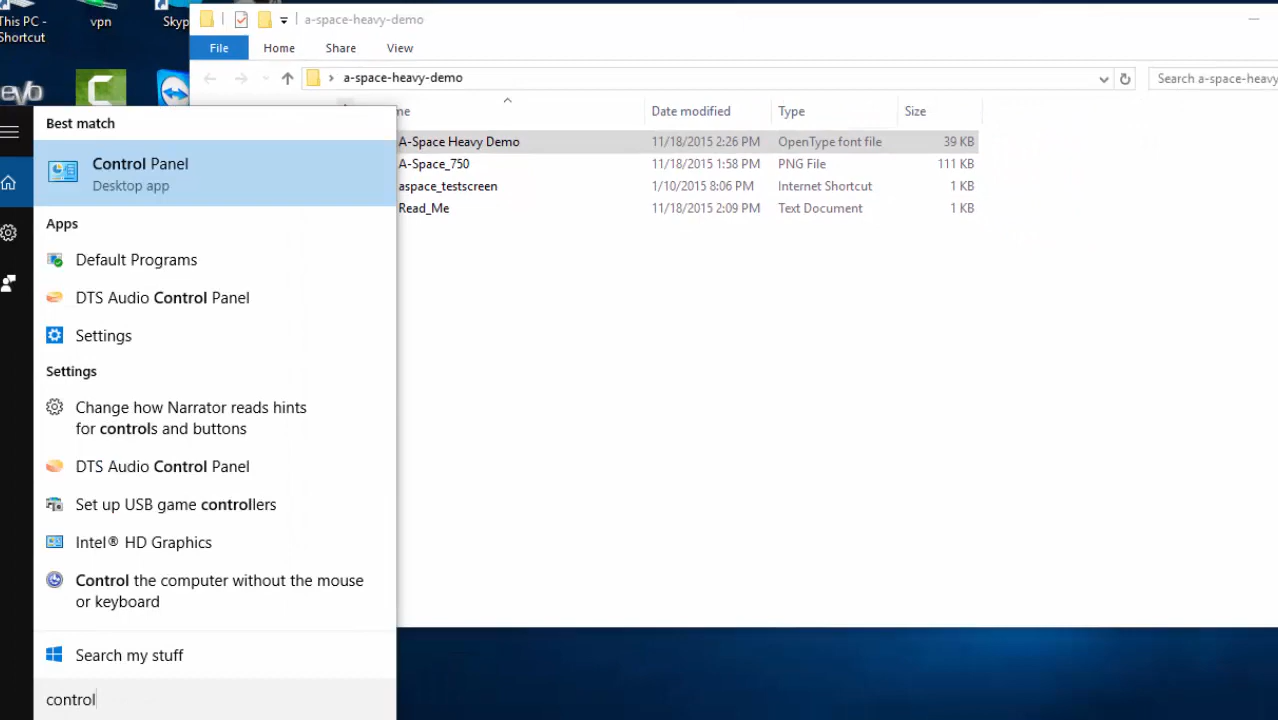 This PC -
Shortcut
vpn
Skyp
evo
a-space-heavy-demo
File
Home
Share
View
a-space-heavy-demo
Search a-space-heavy
me
Date modified
Type
Size
A-Space Heavy Demo
11/18/2015 2:26 PM
OpenType font file
39 KB
A-Space_750
11/18/2015 1:58 PM
PNG File
111 KB
aspace_testscreen
1/10/2015 8:06 PM
Internet Shortcut
1 KB
Read_Me
11/18/2015 2:09 PM
Text Document
1 KB
Best match
Control Panel
Desktop app
Apps
Default Programs
DTS Audio Control Panel
Settings
Settings
Change how Narrator reads hints
for controls and buttons
DTS Audio Control Panel
Set up USB game controllers
Intel® HD Graphics
Control the computer without the mouse
or keyboard
Search my stuff
control